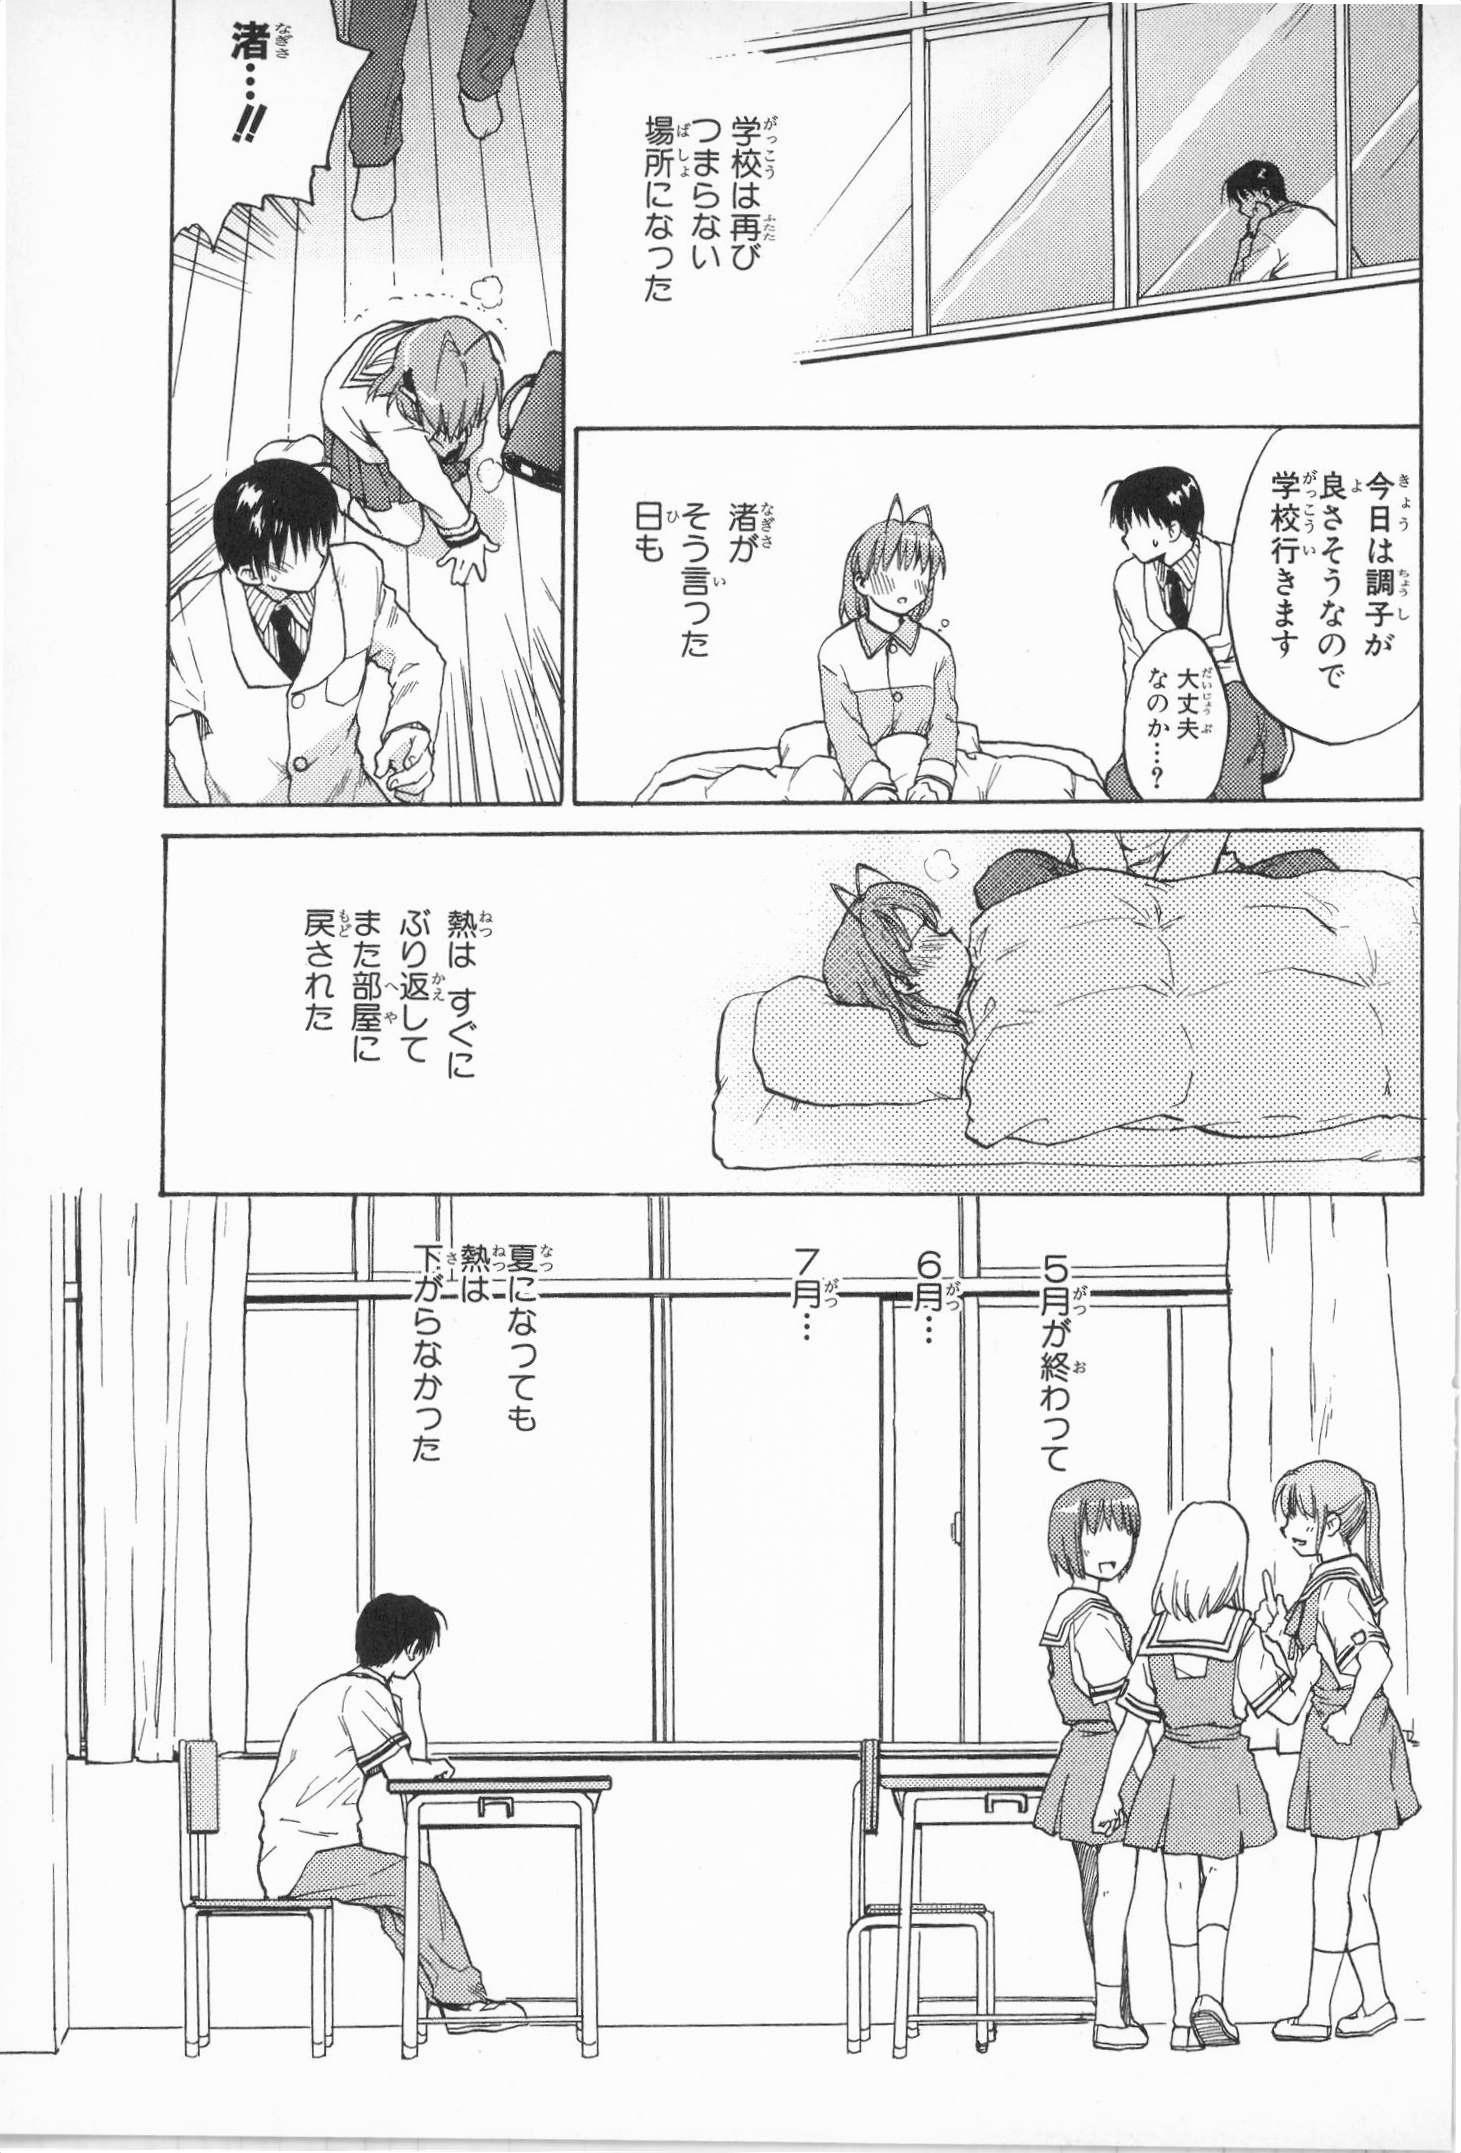 学校は再び
つまらない
場所になった
今日は調子が
良さそうなので
学校行きます
大丈夫
なのか…？
渚が
そう言った
日も
渚…!!
熱は すぐに
ぶり返して
また部屋に
戻された
5月が終わって
6月…
7月…
夏になっても
熱は
下がらなかった